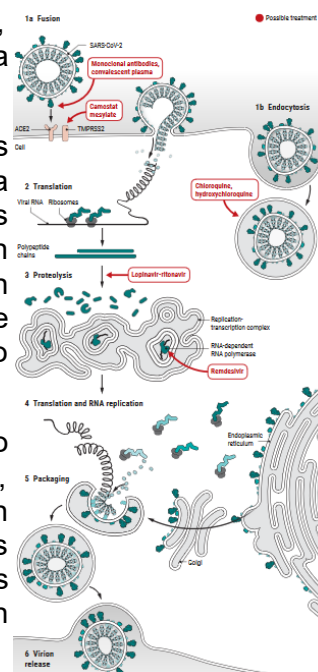 1a Fusion
Possible treatment
SARS-CoV-2
Monoclonal antibodies,
convalescent plasma
Camostat
mesylate
1b Endocytosis
ACE2
TMPRSS2
Cell
2 Translation
Viral RNA Ribosomes
Chloroquine,
hydroxychloroquine
Polypeptide
chains
3 Proteolysis
Lopinavir-ritonavir
Replication-
transcription complex
RNA-dependent
RNA polymerase
Remdesivir
4 Translation and RNA replication
Endoplasmic
reticulum
5 Packaging
Golgi
6 Virion
release